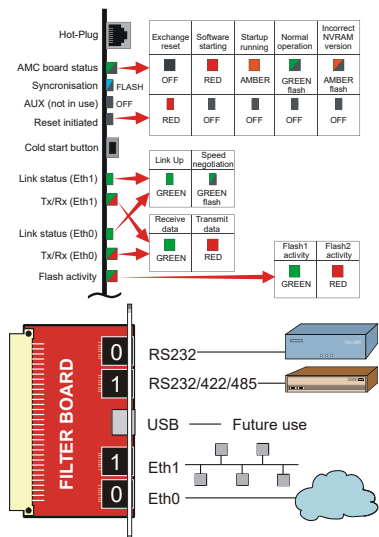 Hot-Plug
Exchange reset
Software starting
Startup running
Normal operation
Incorrect NVRAM version
AMC board status
OFF
RED
AMBER
GREEN flash
AMBER flash
Syncronisation
FLASH
AUX (not in use)
OFF
Reset initiated
RED
OFF
OFF
OFF
OFF
Cold start button
Link Up
Speed negotiation
Link status (Eth1)
GREEN
GREEN flash
Tx/Rx (Eth1)
Receive data
Transmit data
Link status (Eth0)
Tx/Rx (Eth0)
GREEN
RED
Flash1 activity
Flash2 activity
Flash activity
GREEN
RED
FILTER BOARD
0
RS232
1
RS232/422/485
USB
Future use
1
Eth1
0
Eth0